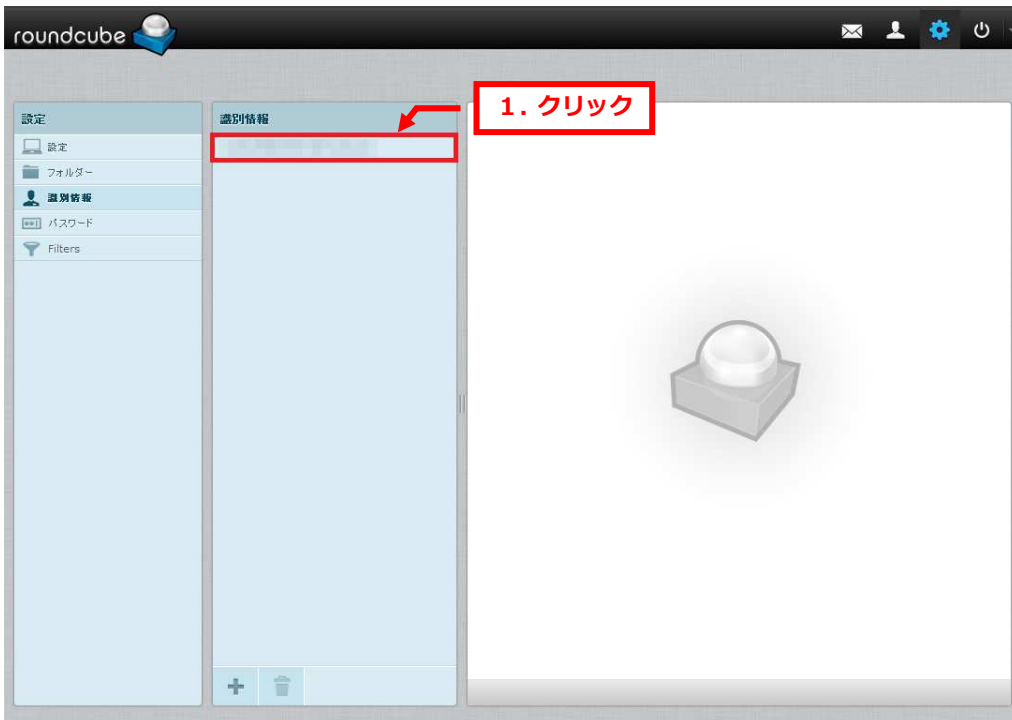 roundcube
1. クリック
設定
設定
フォルダー
識別情報
パスワード
Filters
識別情報